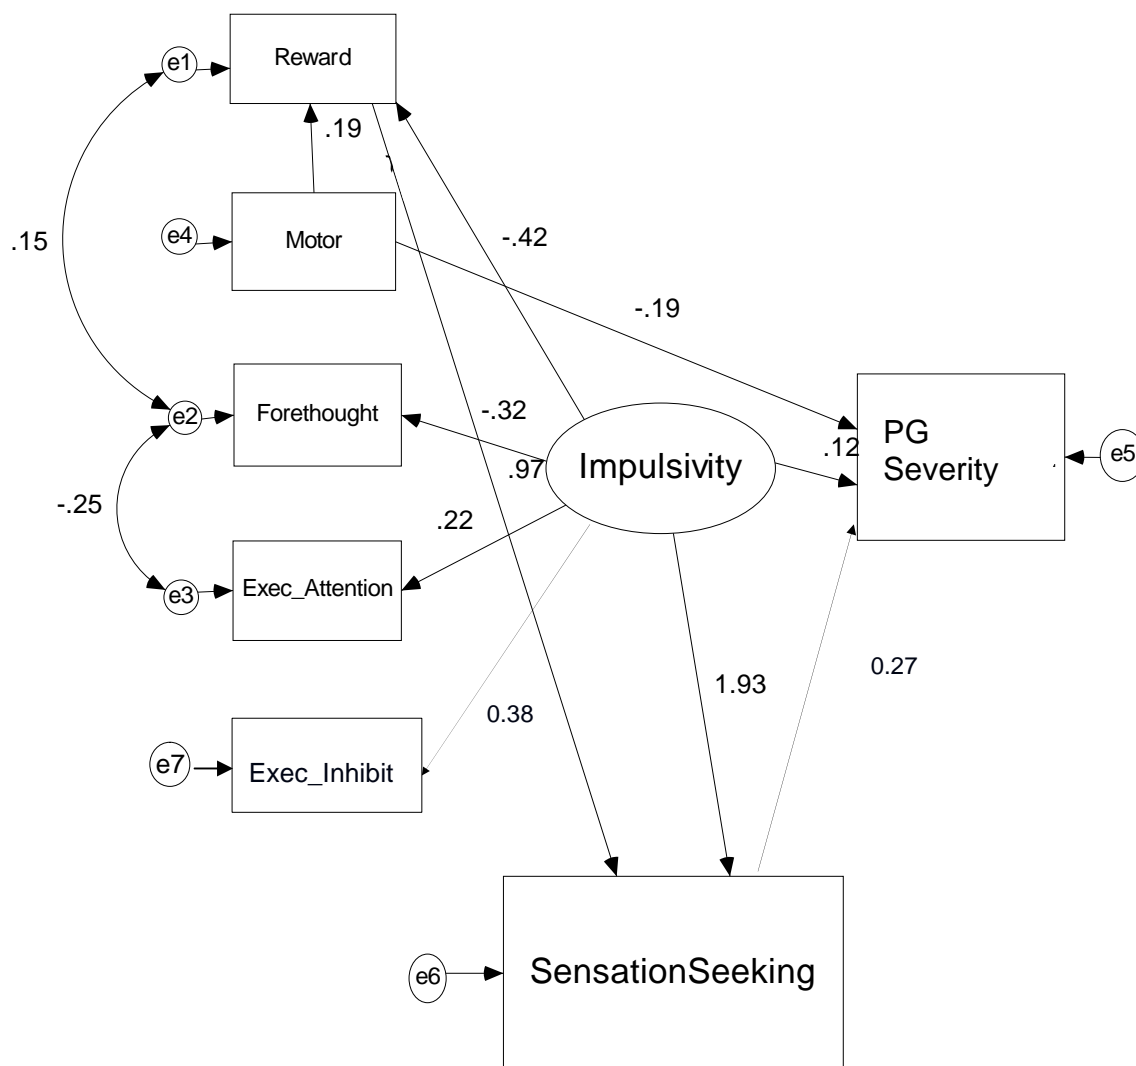 e1
Reward
.19
e4
Motor
.15
-.42
-.19
e2
Forethought
-.32
.97
Impulsivity
.12
PG
Severity
e5
-.25
.22
e3
Exec_Attention
1.93
0.27
0.38
e7
Exec_Inhibit
e6
SensationSeeking